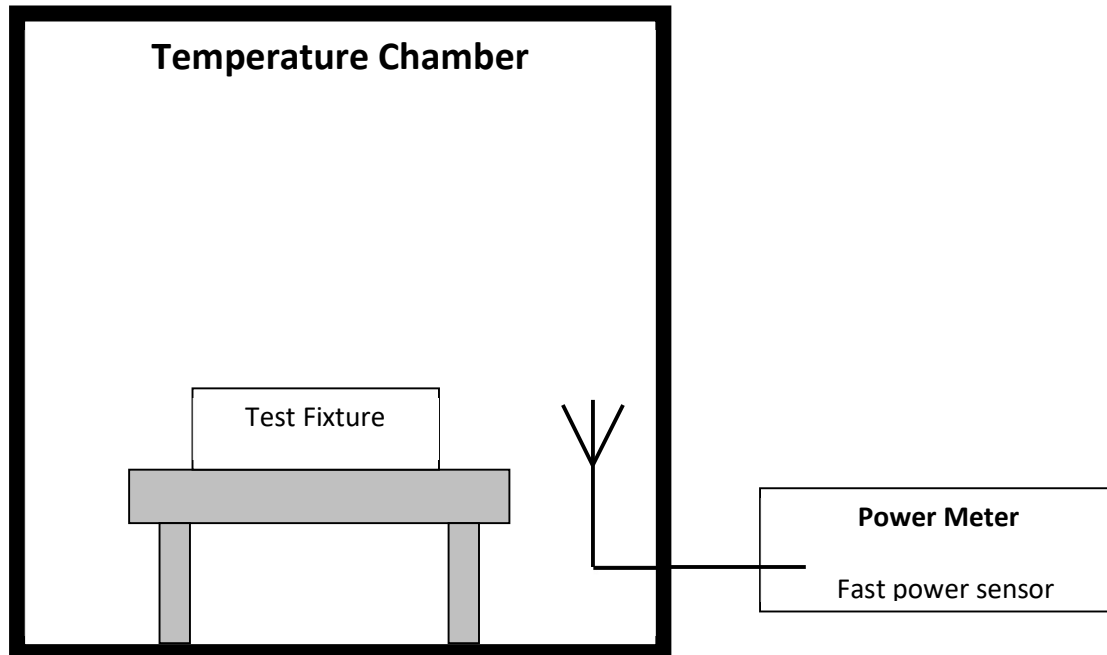 Temperature Chamber
Test Fixture
Power Meter
Fast power sensor